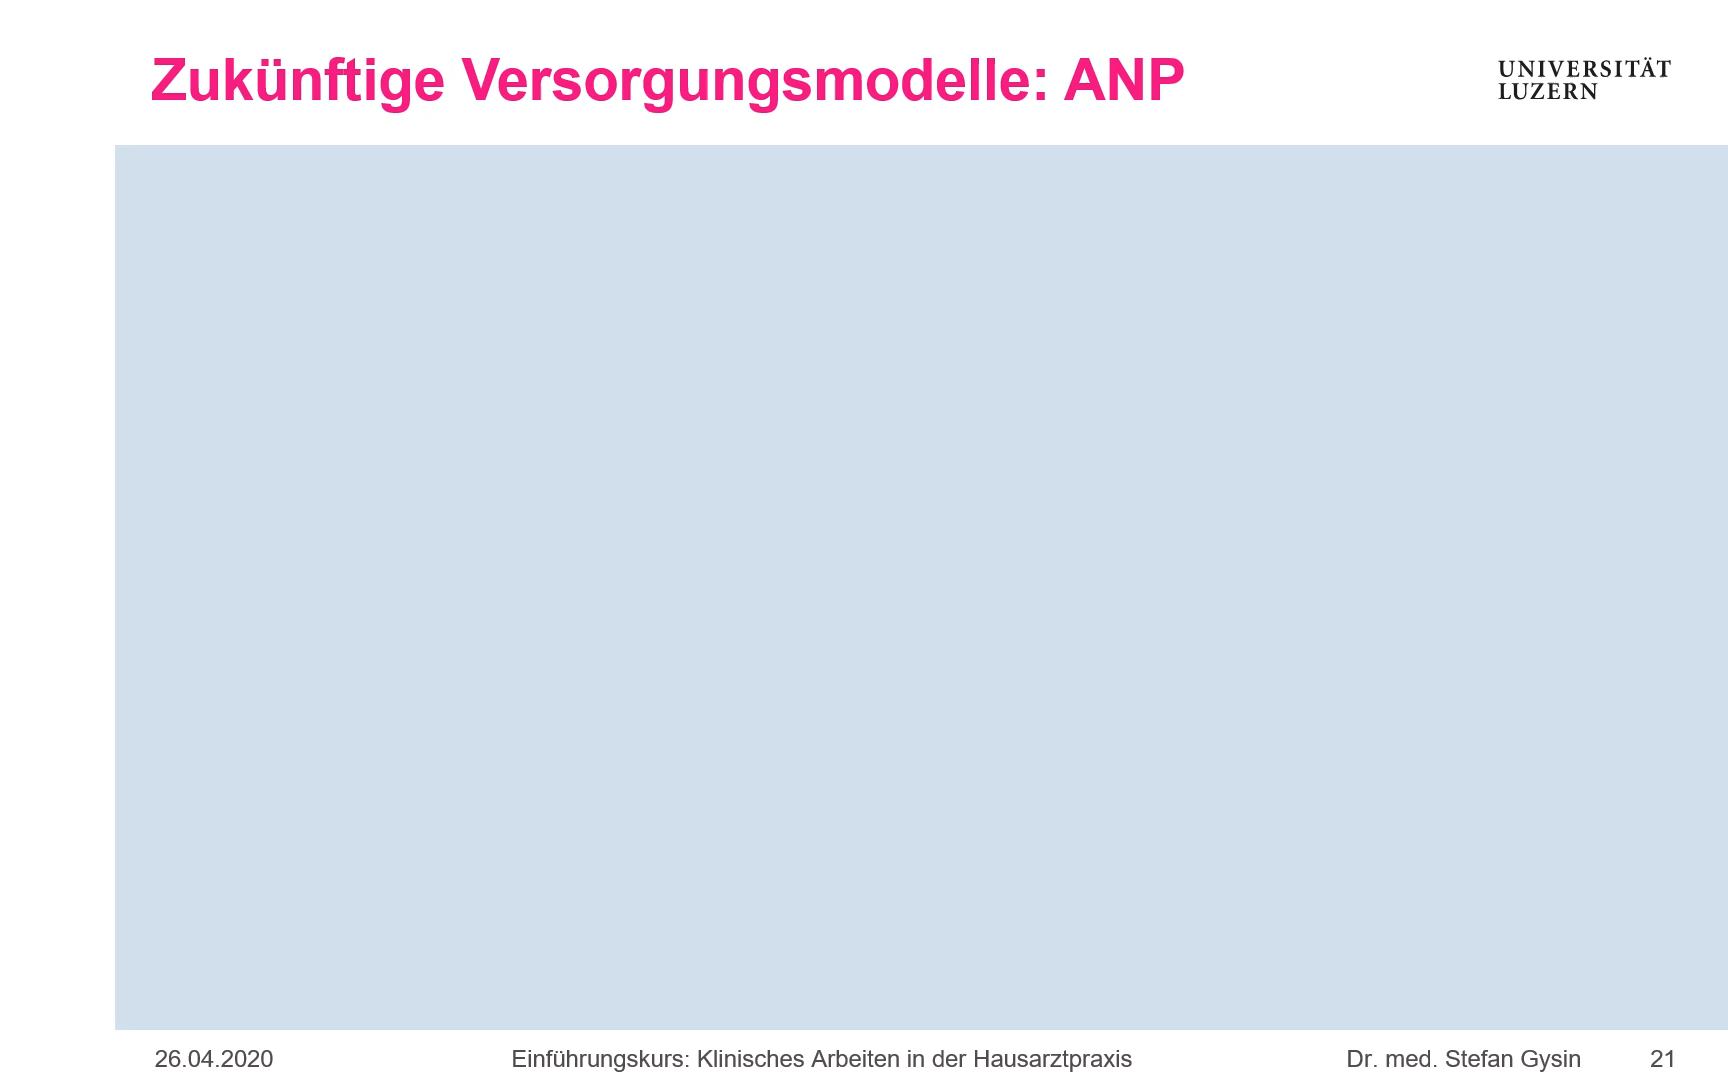 Zukünftige Versorgungsmodelle: ANP
UNIVERSITÄT
LUZERN
26.04.2020
Einführungskurs: Klinisches Arbeiten in der Hausarztpraxis
Dr. med. Stefan Gysin
21